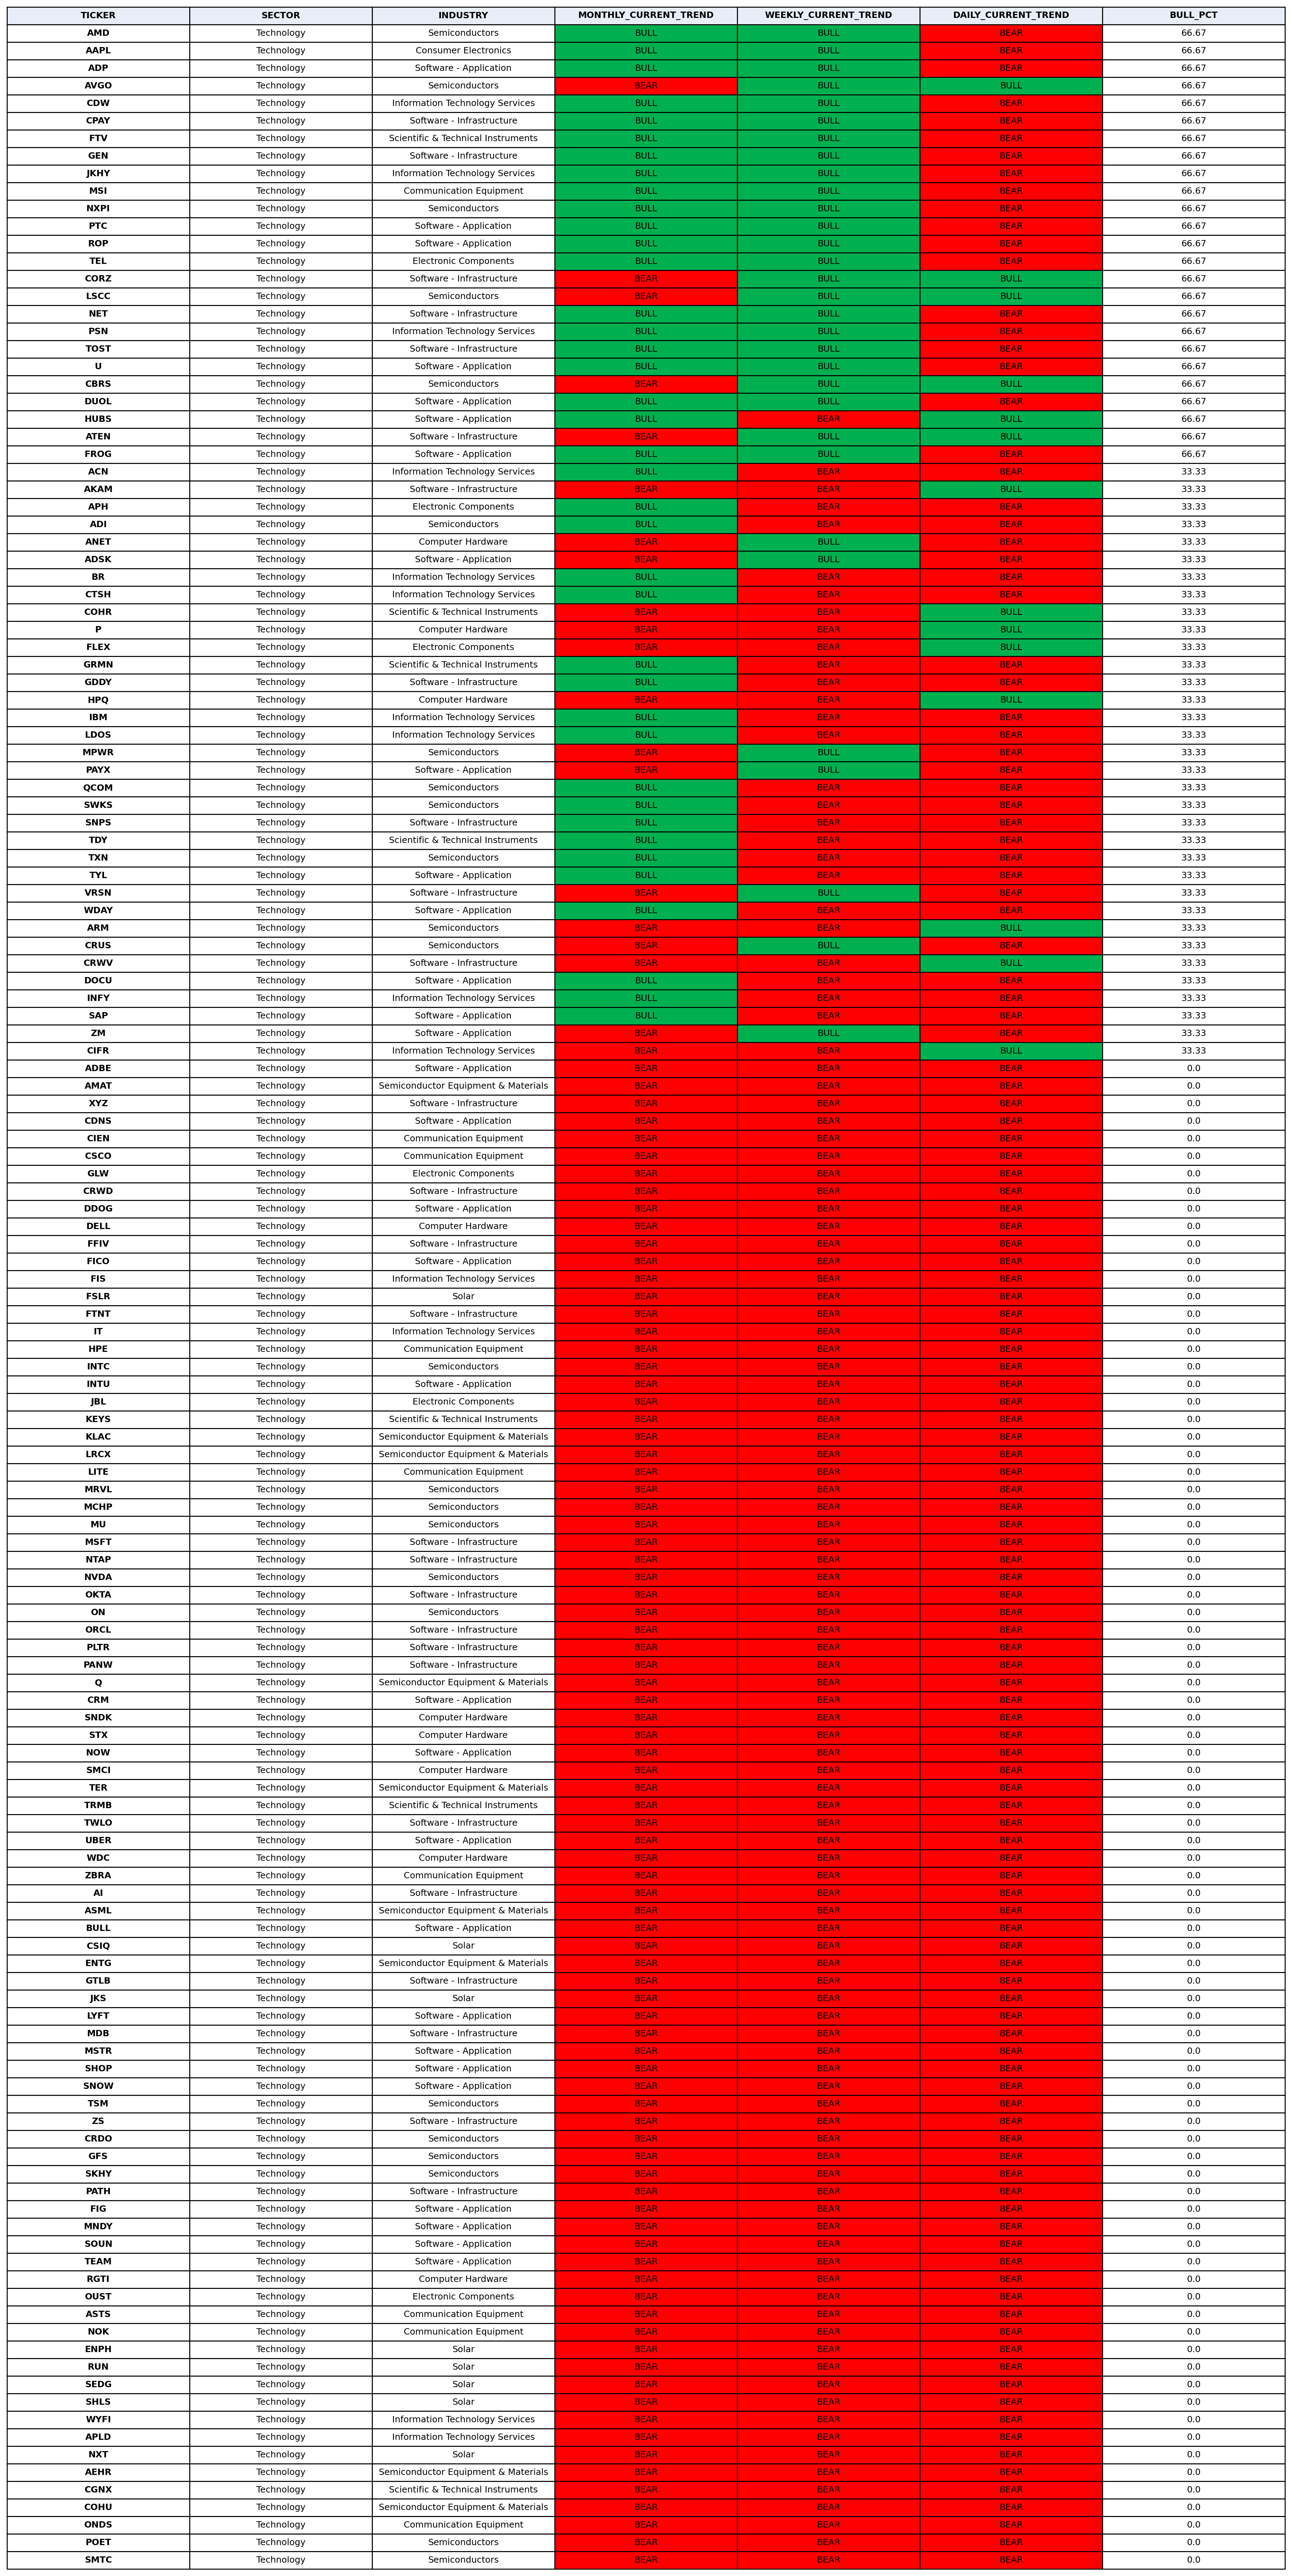 TICKER SECTOR INDUSTRY MONTHLY_CURRENT_TREND WEEKLY_CURRENT_TREND DAILY_CURRENT_TREND BULL_PCT
AMD Technology Semiconductors BULL BULL BEAR 66.67
AAPL Technology Consumer Electronics BULL BULL BEAR 66.67
ADP Technology Software - Application BULL BULL BEAR 66.67
AVGO Technology Semiconductors BEAR BULL BULL 66.67
CDW Technology Information Technology Services BULL BULL BEAR 66.67
CPAY Technology Software - Infrastructure BULL BULL BEAR 66.67
FTV Technology Scientific & Technical Instruments BULL BULL BEAR 66.67
GEN Technology Software - Infrastructure BULL BULL BEAR 66.67
JKHY Technology Information Technology Services BULL BULL BEAR 66.67
MSI Technology Communication Equipment BULL BULL BEAR 66.67
NXPI Technology Semiconductors BULL BULL BEAR 66.67
PTC Technology Software - Application BULL BULL BEAR 66.67
ROP Technology Software - Application BULL BULL BEAR 66.67
TEL Technology Electronic Components BULL BULL BEAR 66.67
CORZ Technology Software - Infrastructure BEAR BULL BULL 66.67
LSCC Technology Semiconductors BEAR BULL BULL 66.67
NET Technology Software - Infrastructure BULL BULL BEAR 66.67
PSN Technology Information Technology Services BULL BULL BEAR 66.67
TOST Technology Software - Infrastructure BULL BULL BEAR 66.67
U Technology Software - Application BULL BULL BEAR 66.67
CBRS Technology Semiconductors BEAR BULL BULL 66.67
DUOL Technology Software - Application BULL BULL BEAR 66.67
HUBS Technology Software - Application BULL BEAR BULL 66.67
ATEN Technology Software - Infrastructure BEAR BULL BULL 66.67
FROG Technology Software - Application BULL BULL BEAR 66.67
ACN Technology Information Technology Services BULL BEAR BEAR 33.33
AKAM Technology Software - Infrastructure BEAR BEAR BULL 33.33
APH Technology Electronic Components BULL BEAR BEAR 33.33
ADI Technology Semiconductors BULL BEAR BEAR 33.33
ANET Technology Computer Hardware BEAR BULL BEAR 33.33
ADSK Technology Software - Application BEAR BULL BEAR 33.33
BR Technology Information Technology Services BULL BEAR BEAR 33.33
CTSH Technology Information Technology Services BULL BEAR BEAR 33.33
COHR Technology Scientific & Technical Instruments BEAR BEAR BULL 33.33
P Technology Computer Hardware BEAR BEAR BULL 33.33
FLEX Technology Electronic Components BEAR BEAR BULL 33.33
GRMN Technology Scientific & Technical Instruments BULL BEAR BEAR 33.33
GDDY Technology Software - Infrastructure BULL BEAR BEAR 33.33
HPQ Technology Computer Hardware BEAR BEAR BULL 33.33
IBM Technology Information Technology Services BULL BEAR BEAR 33.33
LDOS Technology Information Technology Services BULL BEAR BEAR 33.33
MPWR Technology Semiconductors BEAR BULL BEAR 33.33
PAYX Technology Software - Application BEAR BULL BEAR 33.33
QCOM Technology Semiconductors BULL BEAR BEAR 33.33
SWKS Technology Semiconductors BULL BEAR BEAR 33.33
SNPS Technology Software - Infrastructure BULL BEAR BEAR 33.33
TDY Technology Scientific & Technical Instruments BULL BEAR BEAR 33.33
TXN Technology Semiconductors BULL BEAR BEAR 33.33
TYL Technology Software - Application BULL BEAR BEAR 33.33
VRSN Technology Software - Infrastructure BEAR BULL BEAR 33.33
WDAY Technology Software - Application BULL BEAR BEAR 33.33
ARM Technology Semiconductors BEAR BEAR BULL 33.33
CRUS Technology Semiconductors BEAR BULL BEAR 33.33
CRWV Technology Software - Infrastructure BEAR BEAR BULL 33.33
DOCU Technology Software - Application BULL BEAR BEAR 33.33
INFY Technology Information Technology Services BULL BEAR BEAR 33.33
SAP Technology Software - Application BULL BEAR BEAR 33.33
ZM Technology Software - Application BEAR BULL BEAR 33.33
CIFR Technology Information Technology Services BEAR BEAR BULL 33.33
ADBE Technology Software - Application BEAR BEAR BEAR 0.0
AMAT Technology Semiconductor Equipment & Materials BEAR BEAR BEAR 0.0
XYZ Technology Software - Infrastructure BEAR BEAR BEAR 0.0
CDNS Technology Software - Application BEAR BEAR BEAR 0.0
CIEN Technology Communication Equipment BEAR BEAR BEAR 0.0
CSCO Technology Communication Equipment BEAR BEAR BEAR 0.0
GLW Technology Electronic Components BEAR BEAR BEAR 0.0
CRWD Technology Software - Infrastructure BEAR BEAR BEAR 0.0
DDOG Technology Software - Application BEAR BEAR BEAR 0.0
DELL Technology Computer Hardware BEAR BEAR BEAR 0.0
FFIV Technology Software - Infrastructure BEAR BEAR BEAR 0.0
FICO Technology Software - Application BEAR BEAR BEAR 0.0
FIS Technology Information Technology Services BEAR BEAR BEAR 0.0
FSLR Technology Solar BEAR BEAR BEAR 0.0
FTNT Technology Software - Infrastructure BEAR BEAR BEAR 0.0
IT Technology Information Technology Services BEAR BEAR BEAR 0.0
HPE Technology Communication Equipment BEAR BEAR BEAR 0.0
INTC Technology Semiconductors BEAR BEAR BEAR 0.0
INTU Technology Software - Application BEAR BEAR BEAR 0.0
JBL Technology Electronic Components BEAR BEAR BEAR 0.0
KEYS Technology Scientific & Technical Instruments BEAR BEAR BEAR 0.0
KLAC Technology Semiconductor Equipment & Materials BEAR BEAR BEAR 0.0
LRCX Technology Semiconductor Equipment & Materials BEAR BEAR BEAR 0.0
LITE Technology Communication Equipment BEAR BEAR BEAR 0.0
MRVL Technology Semiconductors BEAR BEAR BEAR 0.0
MCHP Technology Semiconductors BEAR BEAR BEAR 0.0
MU Technology Semiconductors BEAR BEAR BEAR 0.0
MSFT Technology Software - Infrastructure BEAR BEAR BEAR 0.0
NTAP Technology Software - Infrastructure BEAR BEAR BEAR 0.0
NVDA Technology Semiconductors BEAR BEAR BEAR 0.0
OKTA Technology Software - Infrastructure BEAR BEAR BEAR 0.0
ON Technology Semiconductors BEAR BEAR BEAR 0.0
ORCL Technology Software - Infrastructure BEAR BEAR BEAR 0.0
PLTR Technology Software - Infrastructure BEAR BEAR BEAR 0.0
PANW Technology Software - Infrastructure BEAR BEAR BEAR 0.0
Q Technology Semiconductor Equipment & Materials BEAR BEAR BEAR 0.0
CRM Technology Software - Application BEAR BEAR BEAR 0.0
SNDK Technology Computer Hardware BEAR BEAR BEAR 0.0
STX Technology Computer Hardware BEAR BEAR BEAR 0.0
NOW Technology Software - Application BEAR BEAR BEAR 0.0
SMCI Technology Computer Hardware BEAR BEAR BEAR 0.0
TER Technology Semiconductor Equipment & Materials BEAR BEAR BEAR 0.0
TRMB Technology Scientific & Technical Instruments BEAR BEAR BEAR 0.0
TWLO Technology Software - Infrastructure BEAR BEAR BEAR 0.0
UBER Technology Software - Application BEAR BEAR BEAR 0.0
WDC Technology Computer Hardware BEAR BEAR BEAR 0.0
ZBRA Technology Communication Equipment BEAR BEAR BEAR 0.0
AI Technology Software - Infrastructure BEAR BEAR BEAR 0.0
ASML Technology Semiconductor Equipment & Materials BEAR BEAR BEAR 0.0
BULL Technology Software - Application BEAR BEAR BEAR 0.0
CSIQ Technology Solar BEAR BEAR BEAR 0.0
ENTG Technology Semiconductor Equipment & Materials BEAR BEAR BEAR 0.0
GTLB Technology Software - Infrastructure BEAR BEAR BEAR 0.0
JKS Technology Solar BEAR BEAR BEAR 0.0
LYFT Technology Software - Application BEAR BEAR BEAR 0.0
MDB Technology Software - Infrastructure BEAR BEAR BEAR 0.0
MSTR Technology Software - Application BEAR BEAR BEAR 0.0
SHOP Technology Software - Application BEAR BEAR BEAR 0.0
SNOW Technology Software - Application BEAR BEAR BEAR 0.0
TSM Technology Semiconductors BEAR BEAR BEAR 0.0
ZS Technology Software - Infrastructure BEAR BEAR BEAR 0.0
CRDO Technology Semiconductors BEAR BEAR BEAR 0.0
GFS Technology Semiconductors BEAR BEAR BEAR 0.0
SKHY Technology Semiconductors BEAR BEAR BEAR 0.0
PATH Technology Software - Infrastructure BEAR BEAR BEAR 0.0
FIG Technology Software - Application BEAR BEAR BEAR 0.0
MNDY Technology Software - Application BEAR BEAR BEAR 0.0
SOUN Technology Software - Application BEAR BEAR BEAR 0.0
TEAM Technology Software - Application BEAR BEAR BEAR 0.0
RGTI Technology Computer Hardware BEAR BEAR BEAR 0.0
OUST Technology Electronic Components BEAR BEAR BEAR 0.0
ASTS Technology Communication Equipment BEAR BEAR BEAR 0.0
NOK Technology Communication Equipment BEAR BEAR BEAR 0.0
ENPH Technology Solar BEAR BEAR BEAR 0.0
RUN Technology Solar BEAR BEAR BEAR 0.0
SEDG Technology Solar BEAR BEAR BEAR 0.0
SHLS Technology Solar BEAR BEAR BEAR 0.0
WYFI Technology Information Technology Services BEAR BEAR BEAR 0.0
APLD Technology Information Technology Services BEAR BEAR BEAR 0.0
NXT Technology Solar BEAR BEAR BEAR 0.0
AEHR Technology Semiconductor Equipment & Materials BEAR BEAR BEAR 0.0
CGNX Technology Scientific & Technical Instruments BEAR BEAR BEAR 0.0
COHU Technology Semiconductor Equipment & Materials BEAR BEAR BEAR 0.0
ONDS Technology Communication Equipment BEAR BEAR BEAR 0.0
POET Technology Semiconductors BEAR BEAR BEAR 0.0
SMTC Technology Semiconductors BEAR BEAR BEAR 0.0